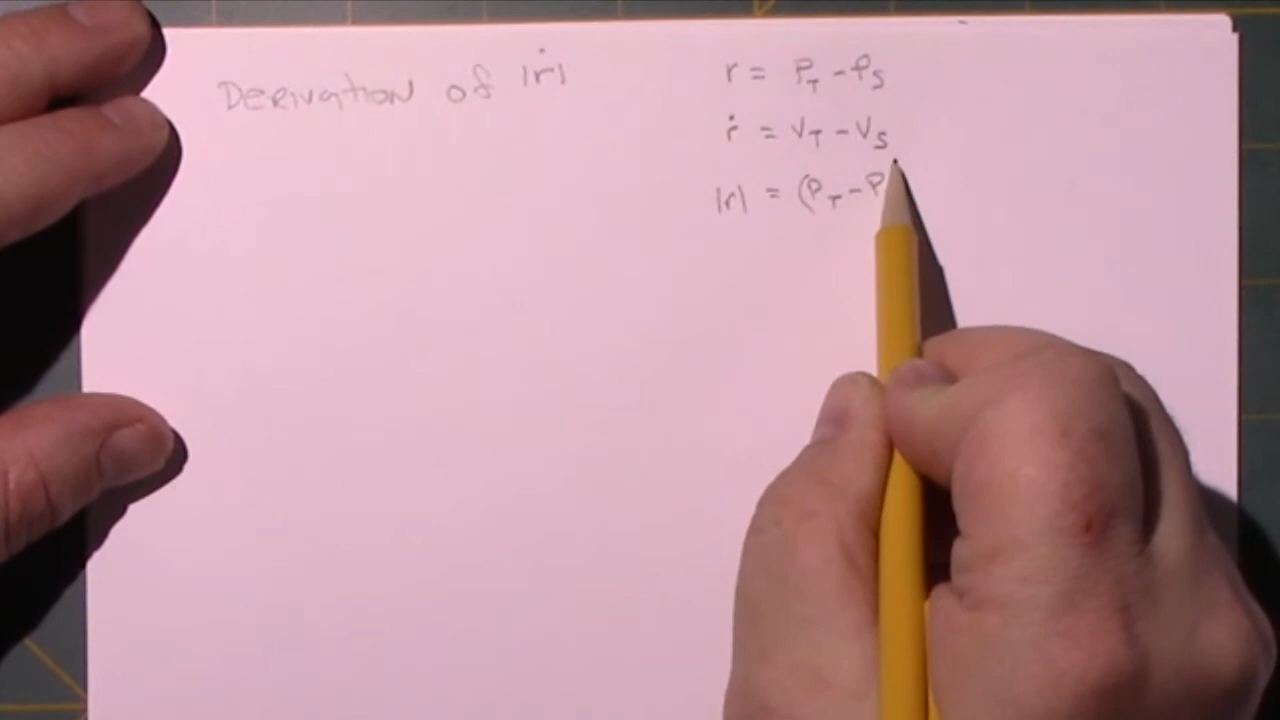 Derivation of |ṙ|
r = P_T - P_S
ṙ = V_T - V_S
|r| = (P_T - P